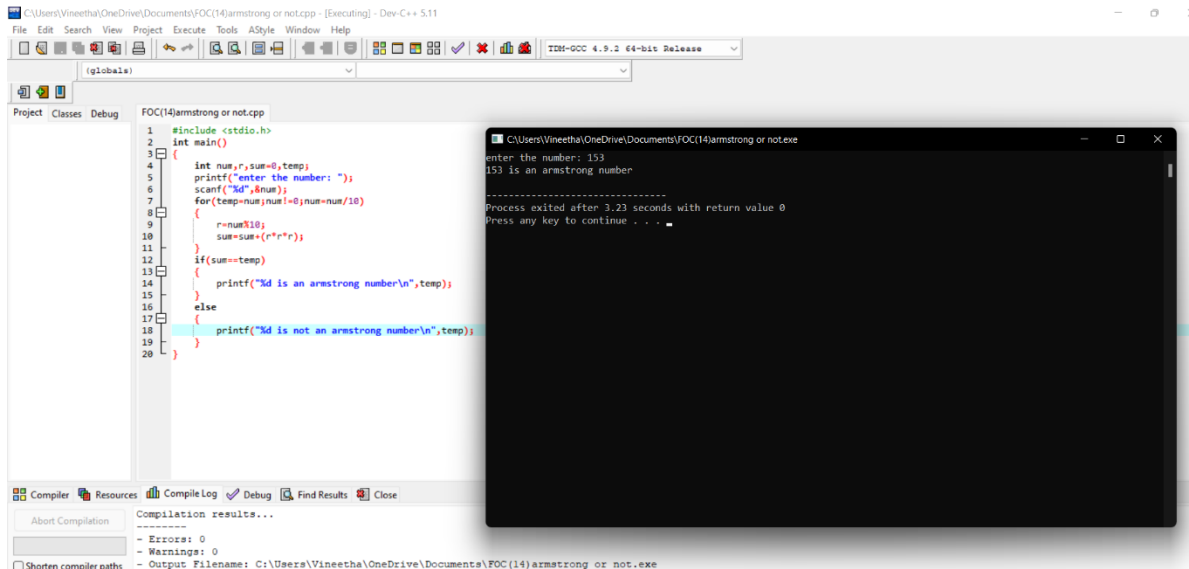 C:\Users\Vineetha\OneDrive\Documents\FOC(14)armstrong or not.cpp - [Executing] - Dev-C++ 5.11
File Edit Search View Project Execute Tools AStyle Window Help
TDM-GCC 4.9.2 64-bit Release
(globals)
Project Classes Debug
FOC(14)armstrong or not.cpp
1 #include <stdio.h>
2 int main()
3 {
4 int num,r,sum=0,temp;
5 printf("enter the number: ");
6 scanf("%d",&num);
7 for(temp=num;num!=0;num=num/10)
8 {
9 r=num%10;
10 sum=sum+(r*r*r);
11 }
12 if(sum==temp)
13 {
14 printf("%d is an armstrong number\n",temp);
15 }
16 else
17 {
18 printf("%d is not an armstrong number\n",temp);
19 }
20 }
C:\Users\Vineetha\OneDrive\Documents\FOC(14)armstrong or not.exe
enter the number: 153
153 is an armstrong number
--------------------------------
Process exited after 3.23 seconds with return value 0
Press any key to continue . . .
Compiler Resources Compile Log Debug Find Results Close
Abort Compilation
Shorten compiler paths
Compilation results...
--------
- Errors: 0
- Warnings: 0
- Output Filename: C:\Users\Vineetha\OneDrive\Documents\FOC(14)armstrong or not.exe